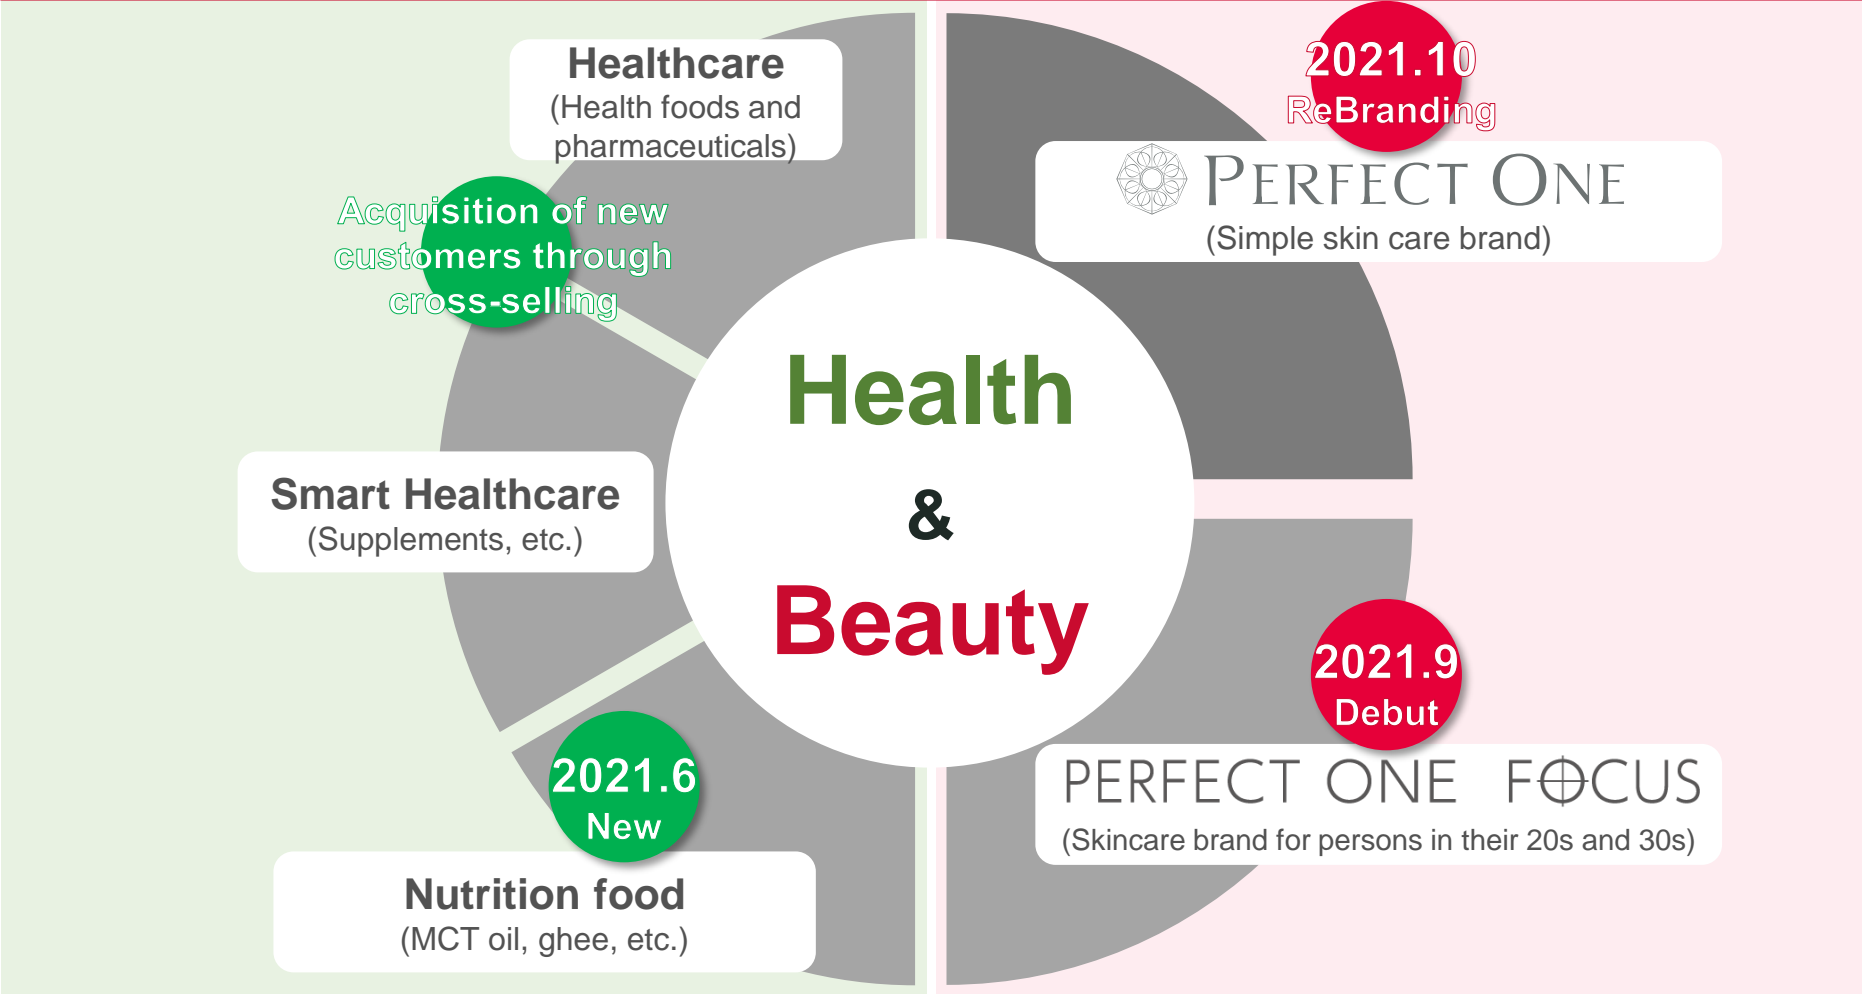 Healthcare
(Health foods and
pharmaceuticals)
Acquisition of new
customers through
cross-selling
Smart Healthcare
(Supplements, etc.)
2021.6
New
Nutrition food
(MCT oil, ghee, etc.)
Health
&
Beauty
2021.10
ReBranding
PERFECT ONE
(Simple skin care brand)
2021.9
Debut
PERFECT ONE FOCUS
(Skincare brand for persons in their 20s and 30s)